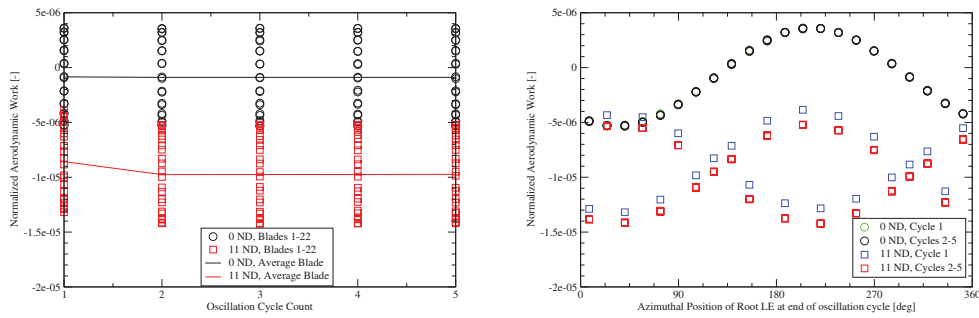 5e-06
0
-5e-06
-1e-05
-1.5e-05
-2e-05
Normalized Aerodynamic Work [-]
0 ND, Blades 1-22
11 ND, Blades 1-22
0 ND, Average Blade
11 ND, Average Blade
1 2 3 4 5
Oscillation Cycle Count
5e-06
0
-5e-06
-1e-05
-1.5e-05
-2e-05
Normalized Aerodynamic Work [-]
0 ND, Cycle 1
0 ND, Cycles 2-5
11 ND, Cycle 1
11 ND, Cycles 2-5
0 90 180 270 360
Azimuthal Position of Root LE at end of oscillation cycle [deg]